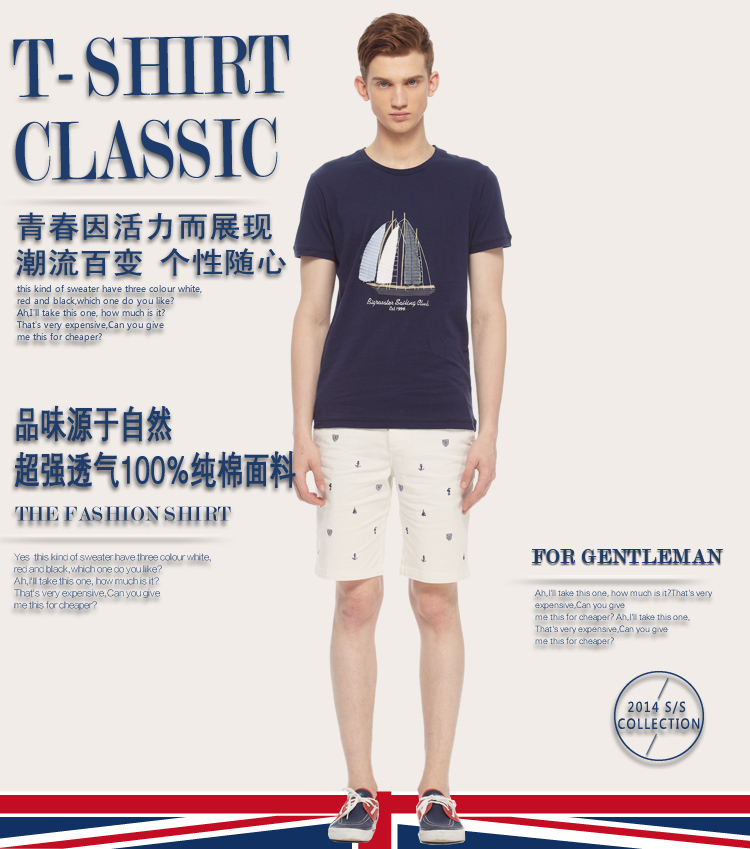 T-SHIRT
CLASSIC
青春因活力而展现
潮流百变 个性随心
this kind of sweater have three colour white,
red and black,which one do you like?
Ah,I'll take this one, how much is it?
That's very expensive,Can you give
me this for cheaper?
品味源于自然
超强透气100%纯棉面料
THE FASHION SHIRT
Yes this kind of sweater have three colour white,
red and black,which one do you like?
Ah,I'll take this one, how much is it?
That's very expensive,Can you give
me this for cheaper?
Sailing Club
Est 1996
FOR GENTLEMAN
Ah,I'll take this one, how much is it?That's very
expensive,Can you give
me this for cheaper? Ah,I'll take this one,
That's very expensive,Can you give
me this for cheaper?
2014 S/S
COLLECTION